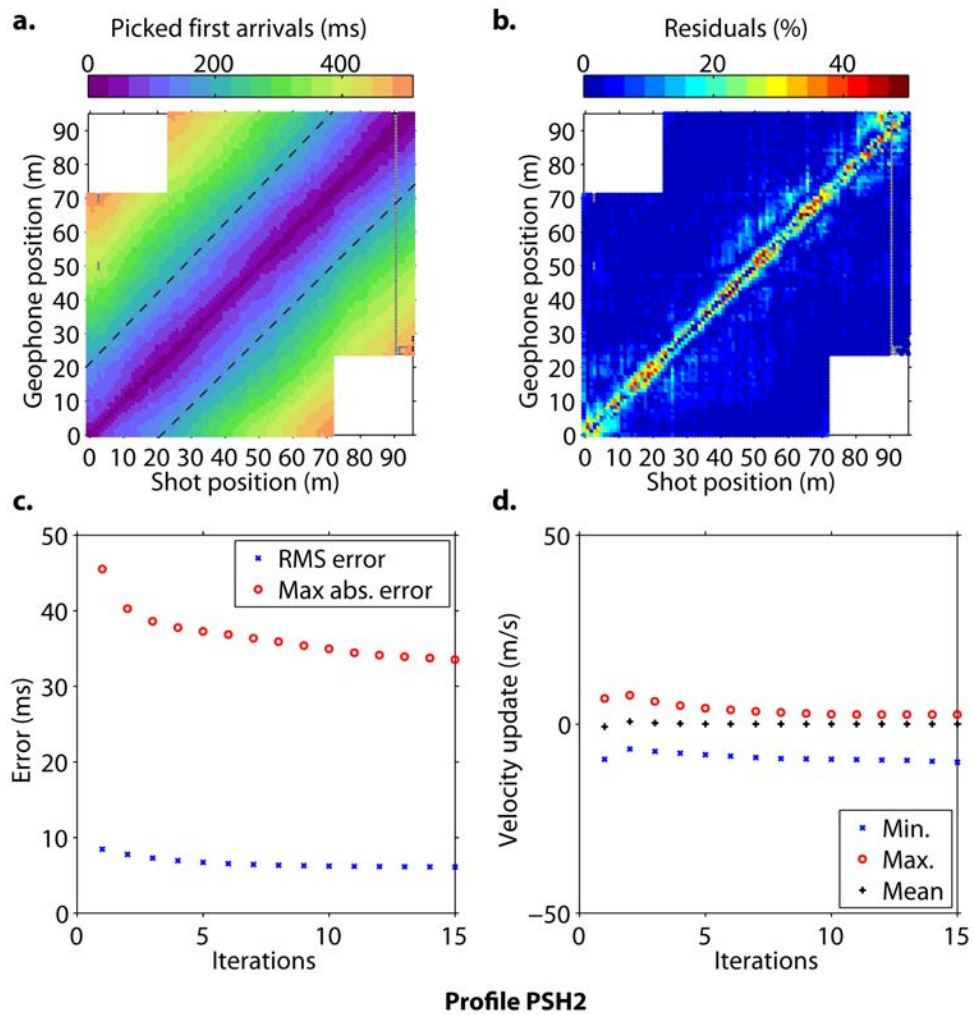 a.
Picked first arrivals (ms)
0 200 400
Geophone position (m)
90
80
70
60
50
40
30
20
10
0
0 10 20 30 40 50 60 70 80 90
Shot position (m)
b.
Residuals (%)
0 20 40
Geophone position (m)
90
80
70
60
50
40
30
20
10
0
0 10 20 30 40 50 60 70 80 90
Shot position (m)
c.
Error (ms)
50
40
30
20
10
0
0 5 10 15
Iterations
RMS error
Max abs. error
d.
Velocity update (m/s)
50
0
−50
0 5 10 15
Iterations
Min.
Max.
Mean
Profile PSH2